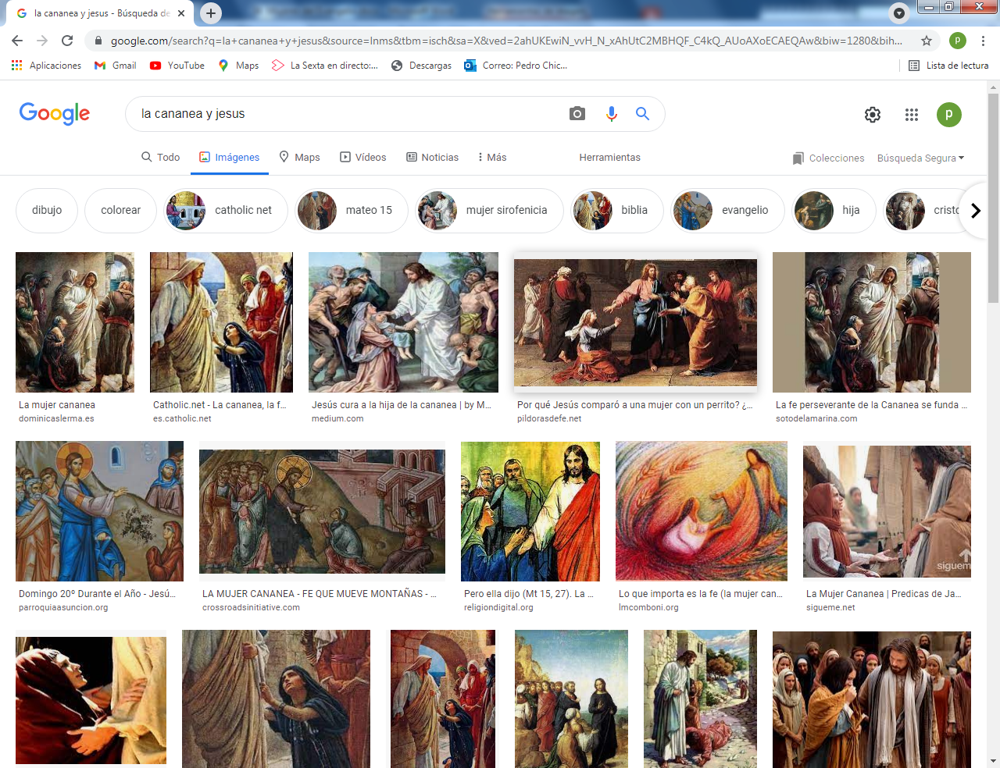 la cananea y jesus - Búsqueda de
google.com/search?q=la+cananea+y+jesus&source=lnms&tbm=isch&sa=X&ved=2ahUKEwiN_vvH_N_xAhUtC2MBHQF_C4kQ_AUoAXoECAEQAw&biw=1280&bih...
P
Aplicaciones
Gmail
YouTube
Maps
La Sexta en directo:...
Descargas
Correo: Pedro Chic...
Lista de lectura
Google
la cananea y jesus
p
Todo
Imágenes
Maps
Vídeos
Noticias
Más
Herramientas
Colecciones
Búsqueda Segura
dibujo
colorear
catholic net
mateo 15
mujer sirofenicia
biblia
evangelio
hija
cristo
La mujer cananea
dominicaslerma.es
Catholic.net - La cananea, la f...
es.catholic.net
Jesús cura a la hija de la cananea | by M...
medium.com
Por qué Jesús comparó a una mujer con un perrito? ¿...
pildorasdefe.net
La fe perseverante de la Cananea se funda ...
sotodelamarina.com
siguem
Domingo 20º Durante el Año - Jesú...
parroquiaasuncion.org
LA MUJER CANANEA - FE QUE MUEVE MONTAÑAS - ...
crossroadsinitiative.com
Pero ella dijo (Mt 15, 27). La ...
religiondigital.org
Lo que importa es la fe (la mujer can...
lmcomboni.org
La Mujer Cananea | Predicas de Ja...
sigueme.net